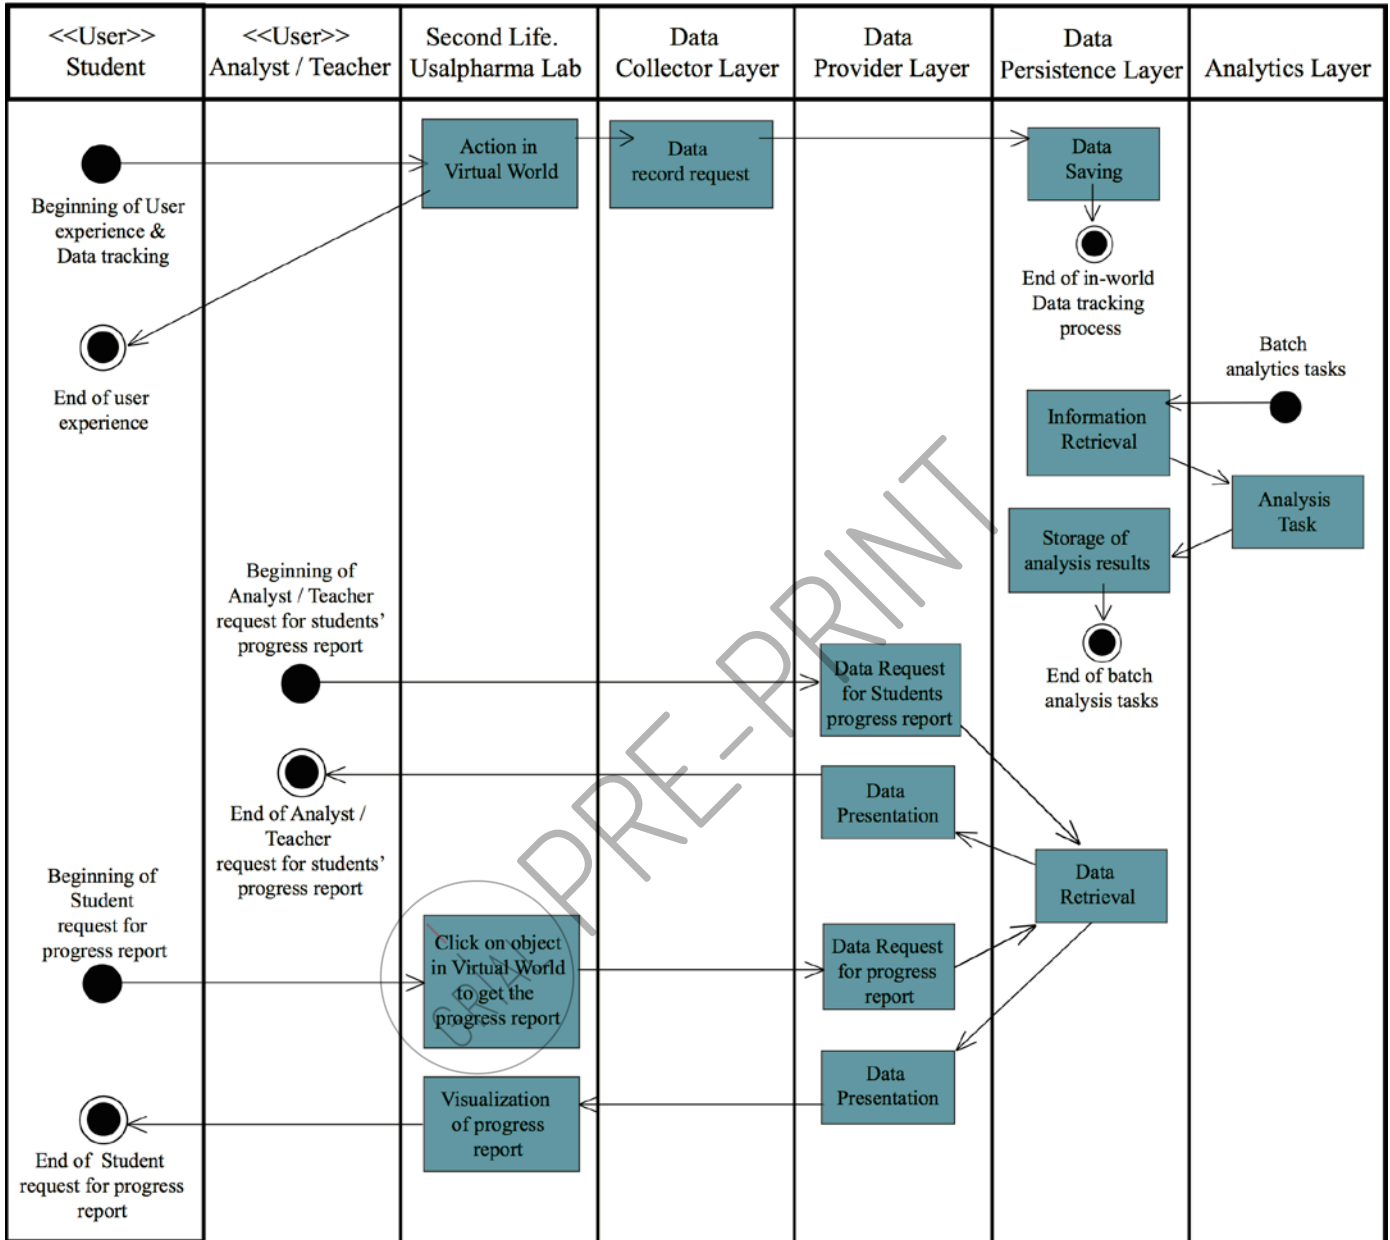 <<User>>
Student
<<User>>
Analyst / Teacher
Second Life.
Usalpharma Lab
Data
Collector Layer
Data
Provider Layer
Data
Persistence Layer
Analytics Layer
Action in
Virtual World
Data
record request
Data
Saving
Beginning of User
experience &
Data tracking
End of in-world
Data tracking
process
End of user
experience
Batch
analytics tasks
Information
Retrieval
Analysis
Task
Storage of
analysis results
End of batch
analysis tasks
Beginning of
Analyst / Teacher
request for students'
progress report
Data Request
for Students
progress report
Data
Presentation
End of Analyst /
Teacher
request for students'
progress report
Data
Retrieval
Beginning of
Student
request for
progress report
Click on object
in Virtual World
to get the
progress report
Data Request
for progress
report
Data
Presentation
Visualization
of progress
report
End of Student
request for progress
report
PRE-PRINT
GRIAL